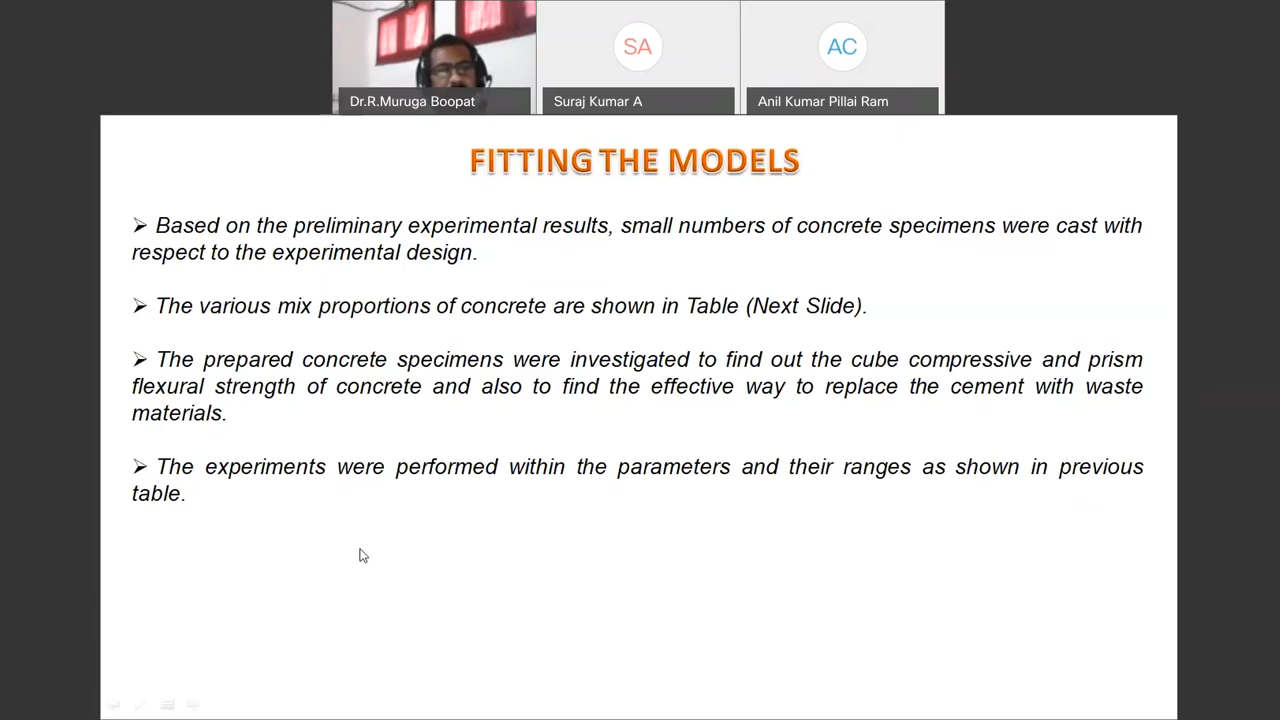 SA
AC
Dr.R.Muruga Boopat
Suraj Kumar A
Anil Kumar Pillai Ram
FITTING THE MODELS
➢ Based on the preliminary experimental results, small numbers of concrete specimens were cast with
respect to the experimental design.
➢ The various mix proportions of concrete are shown in Table (Next Slide).
➢ The prepared concrete specimens were investigated to find out the cube compressive and prism
flexural strength of concrete and also to find the effective way to replace the cement with waste
materials.
➢ The experiments were performed within the parameters and their ranges as shown in previous
table.